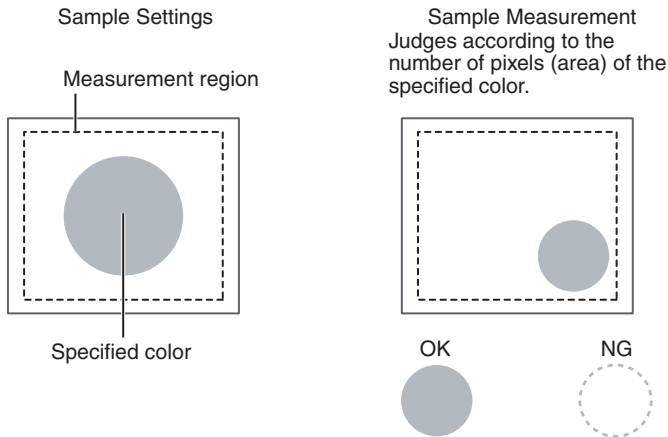 Sample Settings
Measurement region
Specified color
Sample Measurement
Judges according to the
number of pixels (area) of the
specified color.
OK
NG